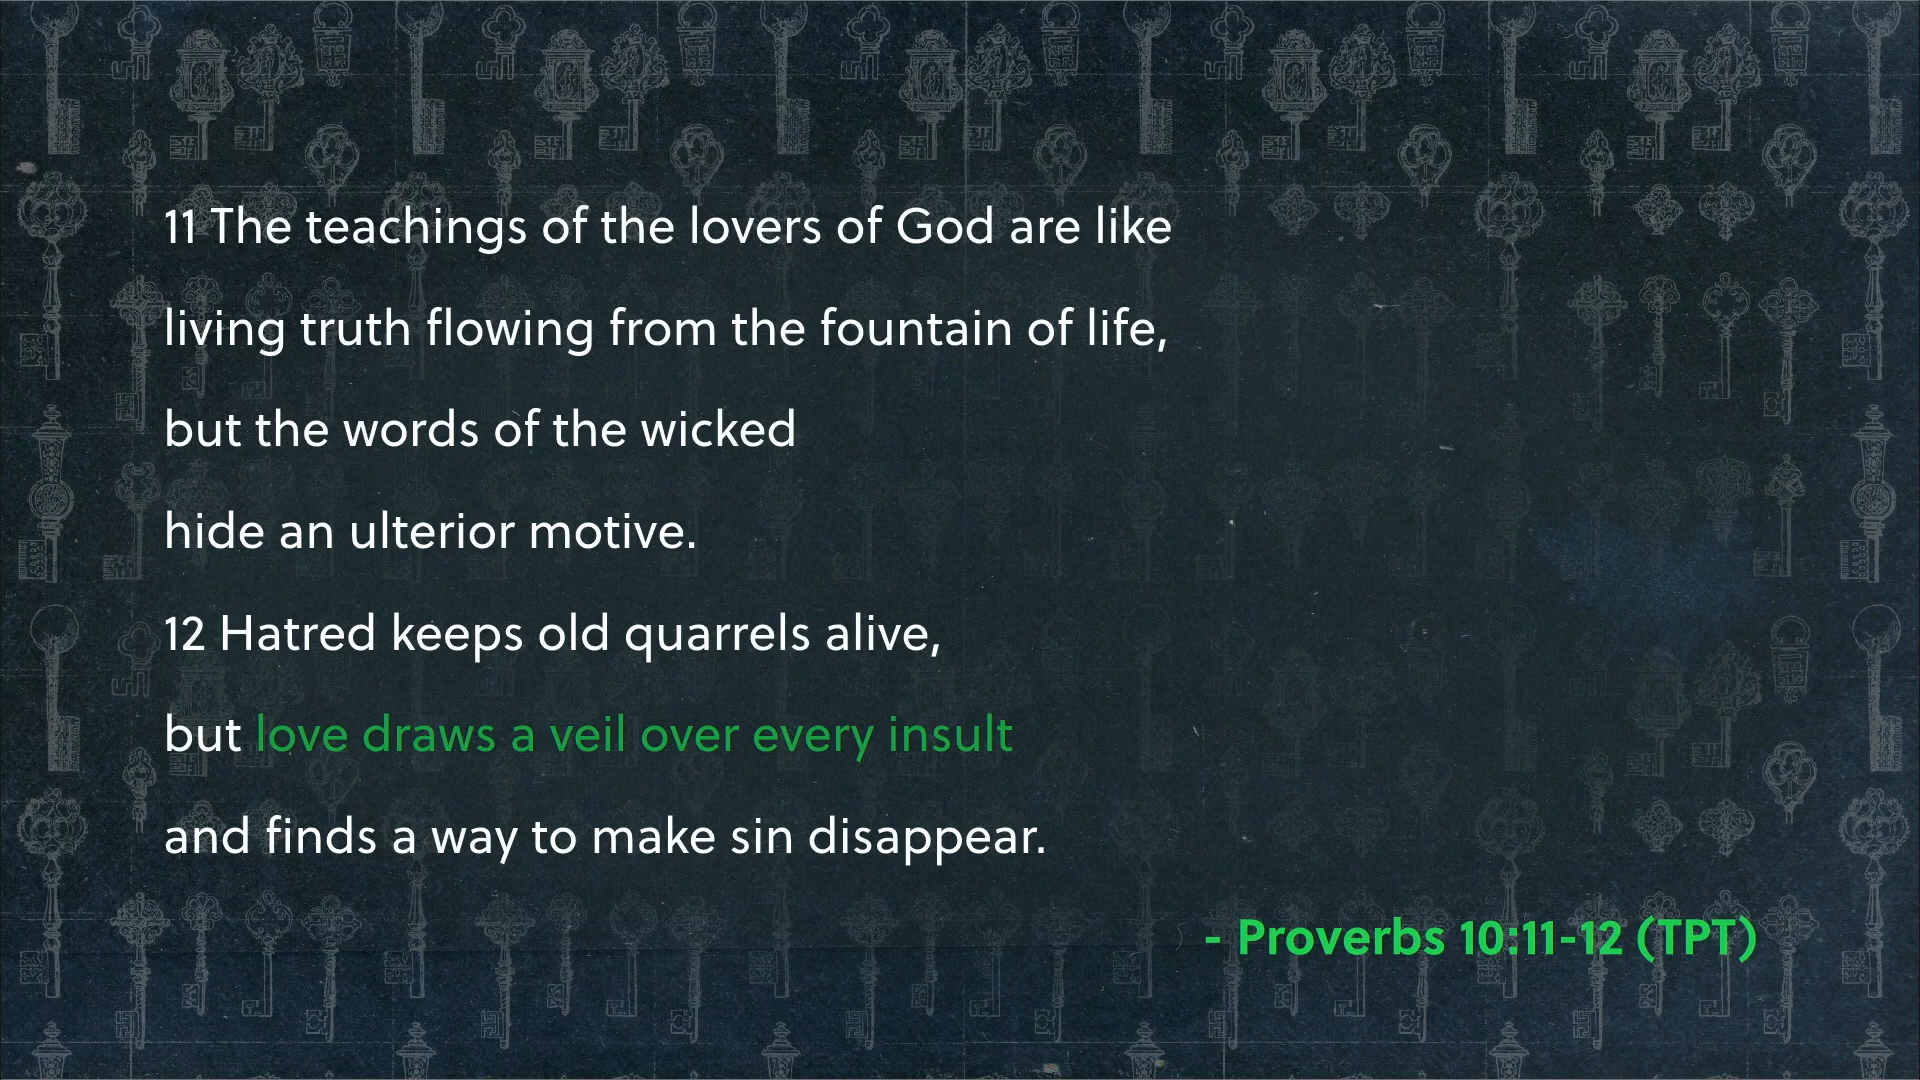 11 The teachings of the lovers of God are like
living truth flowing from the fountain of life,
but the words of the wicked
hide an ulterior motive.
12 Hatred keeps old quarrels alive,
but love draws a veil over every insult
and finds a way to make sin disappear.
- Proverbs 10:11-12 (TPT)